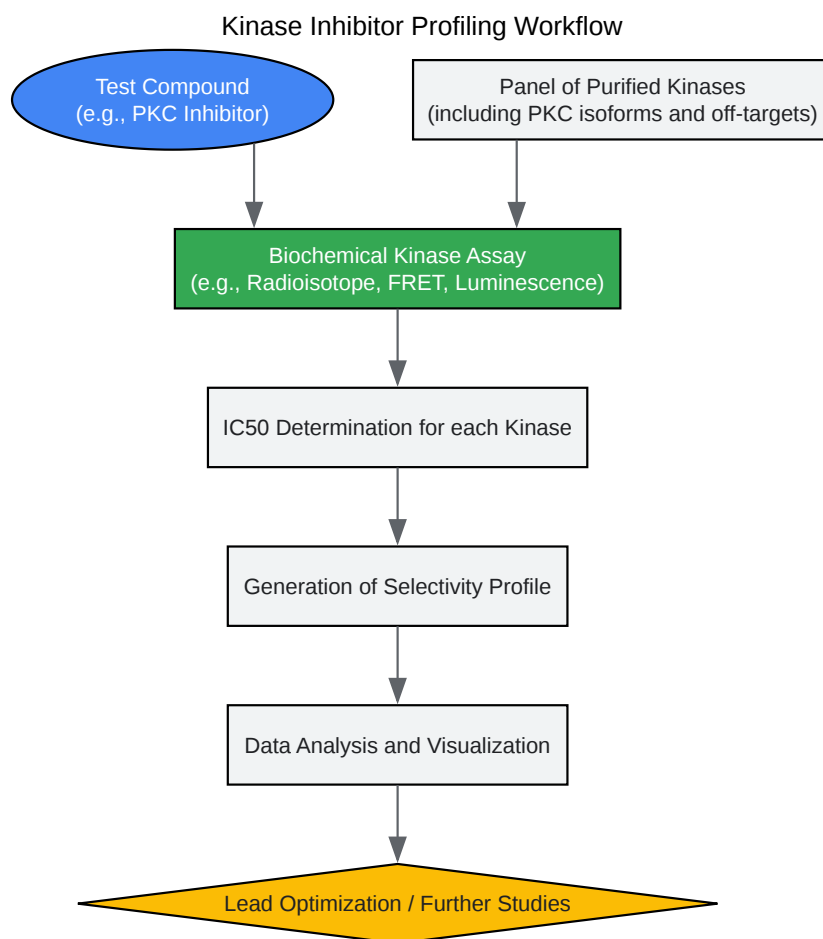 Kinase Inhibitor Profiling Workflow
Test Compound
(e.g., PKC Inhibitor)
Panel of Purified Kinases
(including PKC isoforms and off-targets)
Biochemical Kinase Assay
(e.g., Radioisotope, FRET, Luminescence)
IC50 Determination for each Kinase
Generation of Selectivity Profile
Data Analysis and Visualization
Lead Optimization / Further Studies